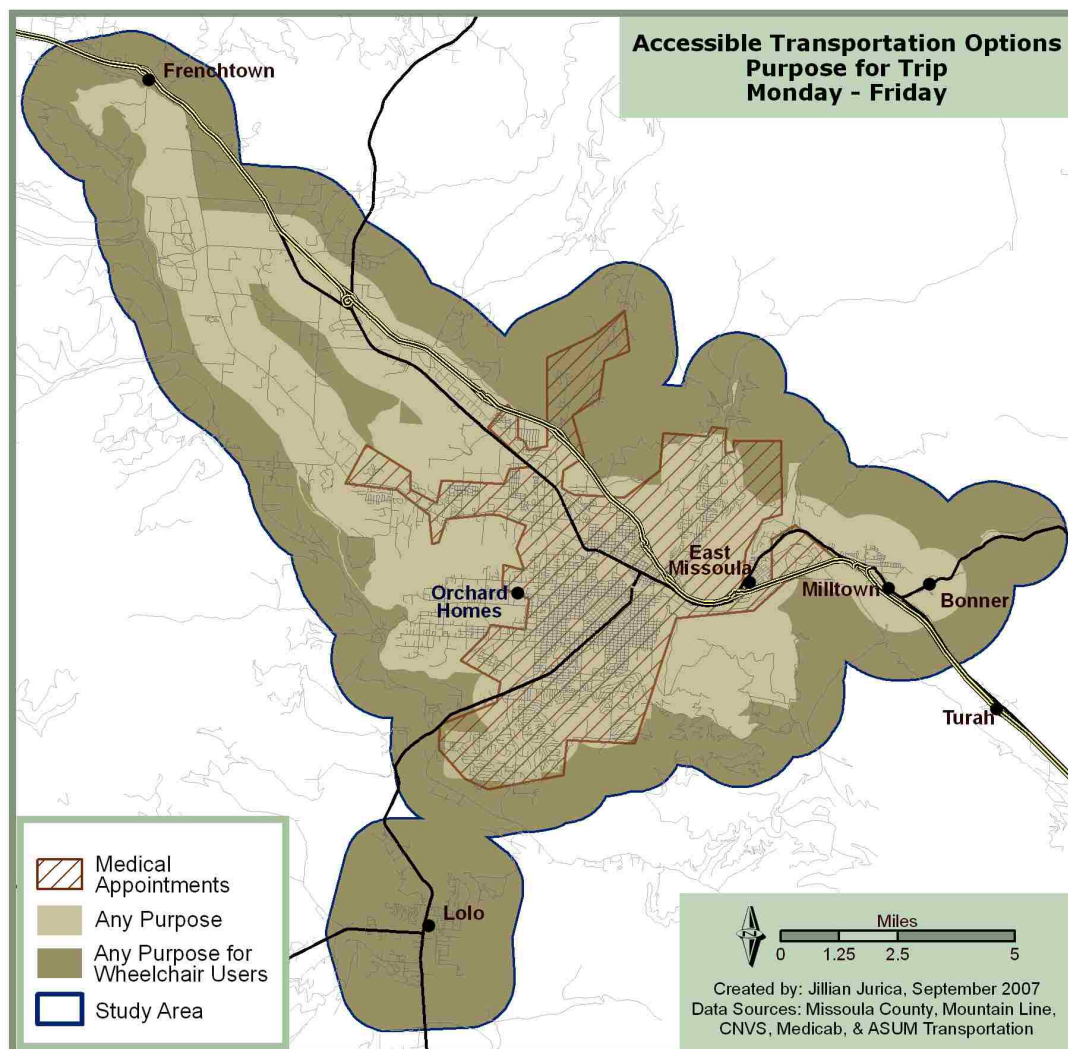 Accessible Transportation Options
Purpose for Trip
Monday - Friday
Frenchtown
East
Missoula
Orchard
Homes
Milltown
Bonner
Turah
Lolo
Medical
Appointments
Any Purpose
Any Purpose for
Wheelchair Users
Study Area
Miles
0 1.25 2.5 5
Created by: Jillian Jurica, September 2007
Data Sources: Missoula County, Mountain Line,
CNVS, Medicab, & ASUM Transportation